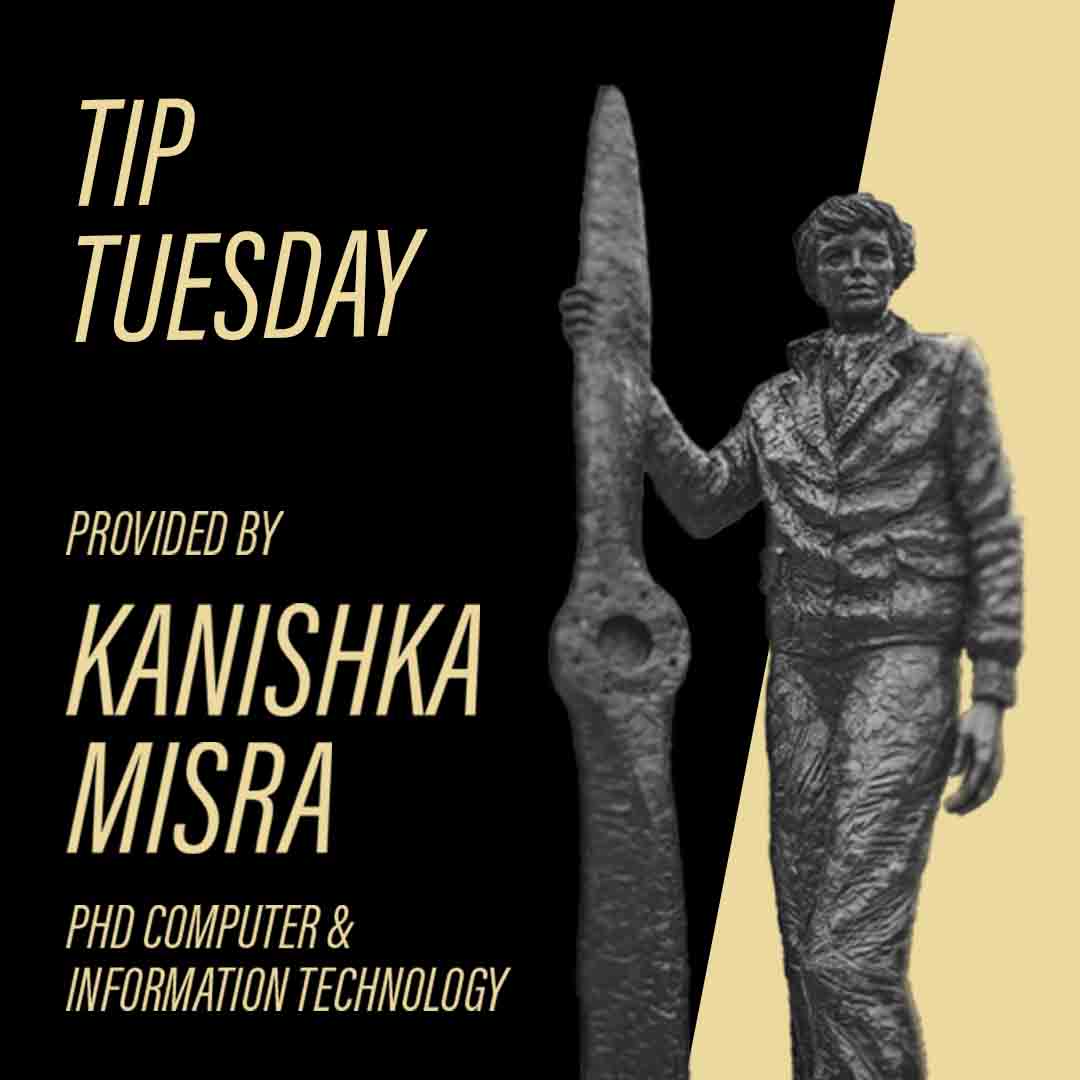 TIP
TUESDAY
PROVIDED BY
KANISHKA
MISRA
PHD COMPUTER &
INFORMATION TECHNOLOGY